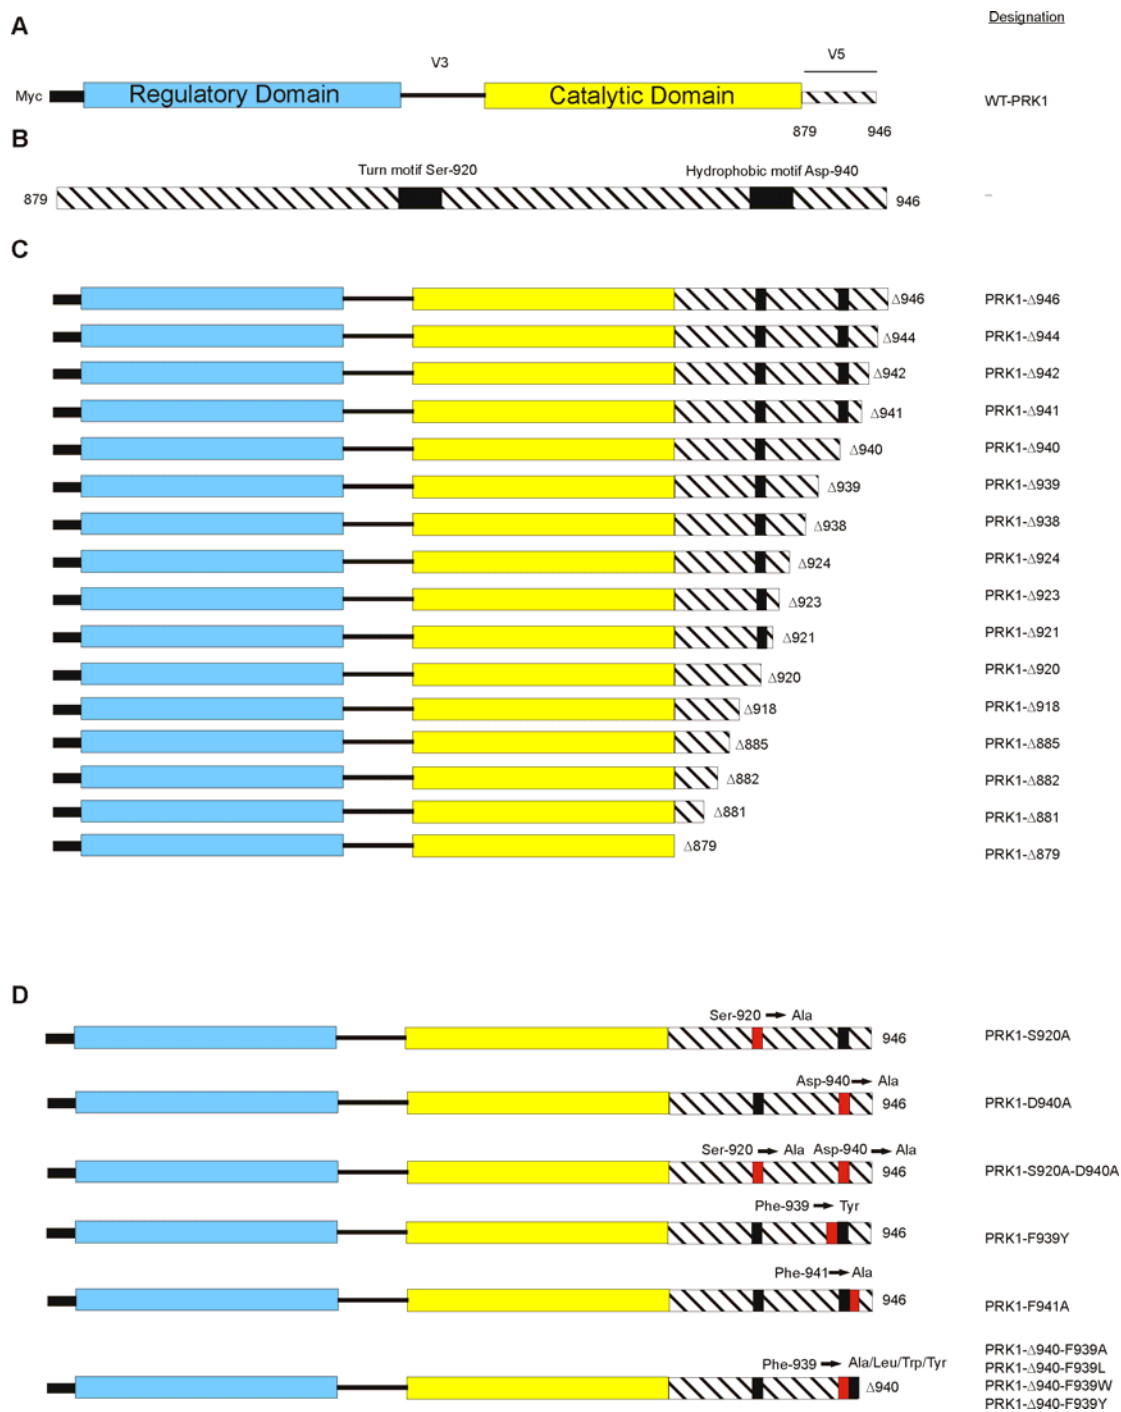 Designation
A
V3
V5
Myc
Regulatory Domain
Catalytic Domain
WT-PRK1
879
946
B
Turn motif Ser-920
Hydrophobic motif Asp-940
879
946
–
C
Δ946
PRK1-Δ946
Δ944
PRK1-Δ944
Δ942
PRK1-Δ942
Δ941
PRK1-Δ941
Δ940
PRK1-Δ940
Δ939
PRK1-Δ939
Δ938
PRK1-Δ938
Δ924
PRK1-Δ924
Δ923
PRK1-Δ923
Δ921
PRK1-Δ921
Δ920
PRK1-Δ920
Δ918
PRK1-Δ918
Δ885
PRK1-Δ885
Δ882
PRK1-Δ882
Δ881
PRK1-Δ881
Δ879
PRK1-Δ879
D
Ser-920 → Ala
946
PRK1-S920A
Asp-940 → Ala
946
PRK1-D940A
Ser-920 → Ala Asp-940 → Ala
946
PRK1-S920A-D940A
Phe-939 → Tyr
946
PRK1-F939Y
Phe-941 → Ala
946
PRK1-F941A
Phe-939 → Ala/Leu/Trp/Tyr
Δ940
PRK1-Δ940-F939A
PRK1-Δ940-F939L
PRK1-Δ940-F939W
PRK1-Δ940-F939Y